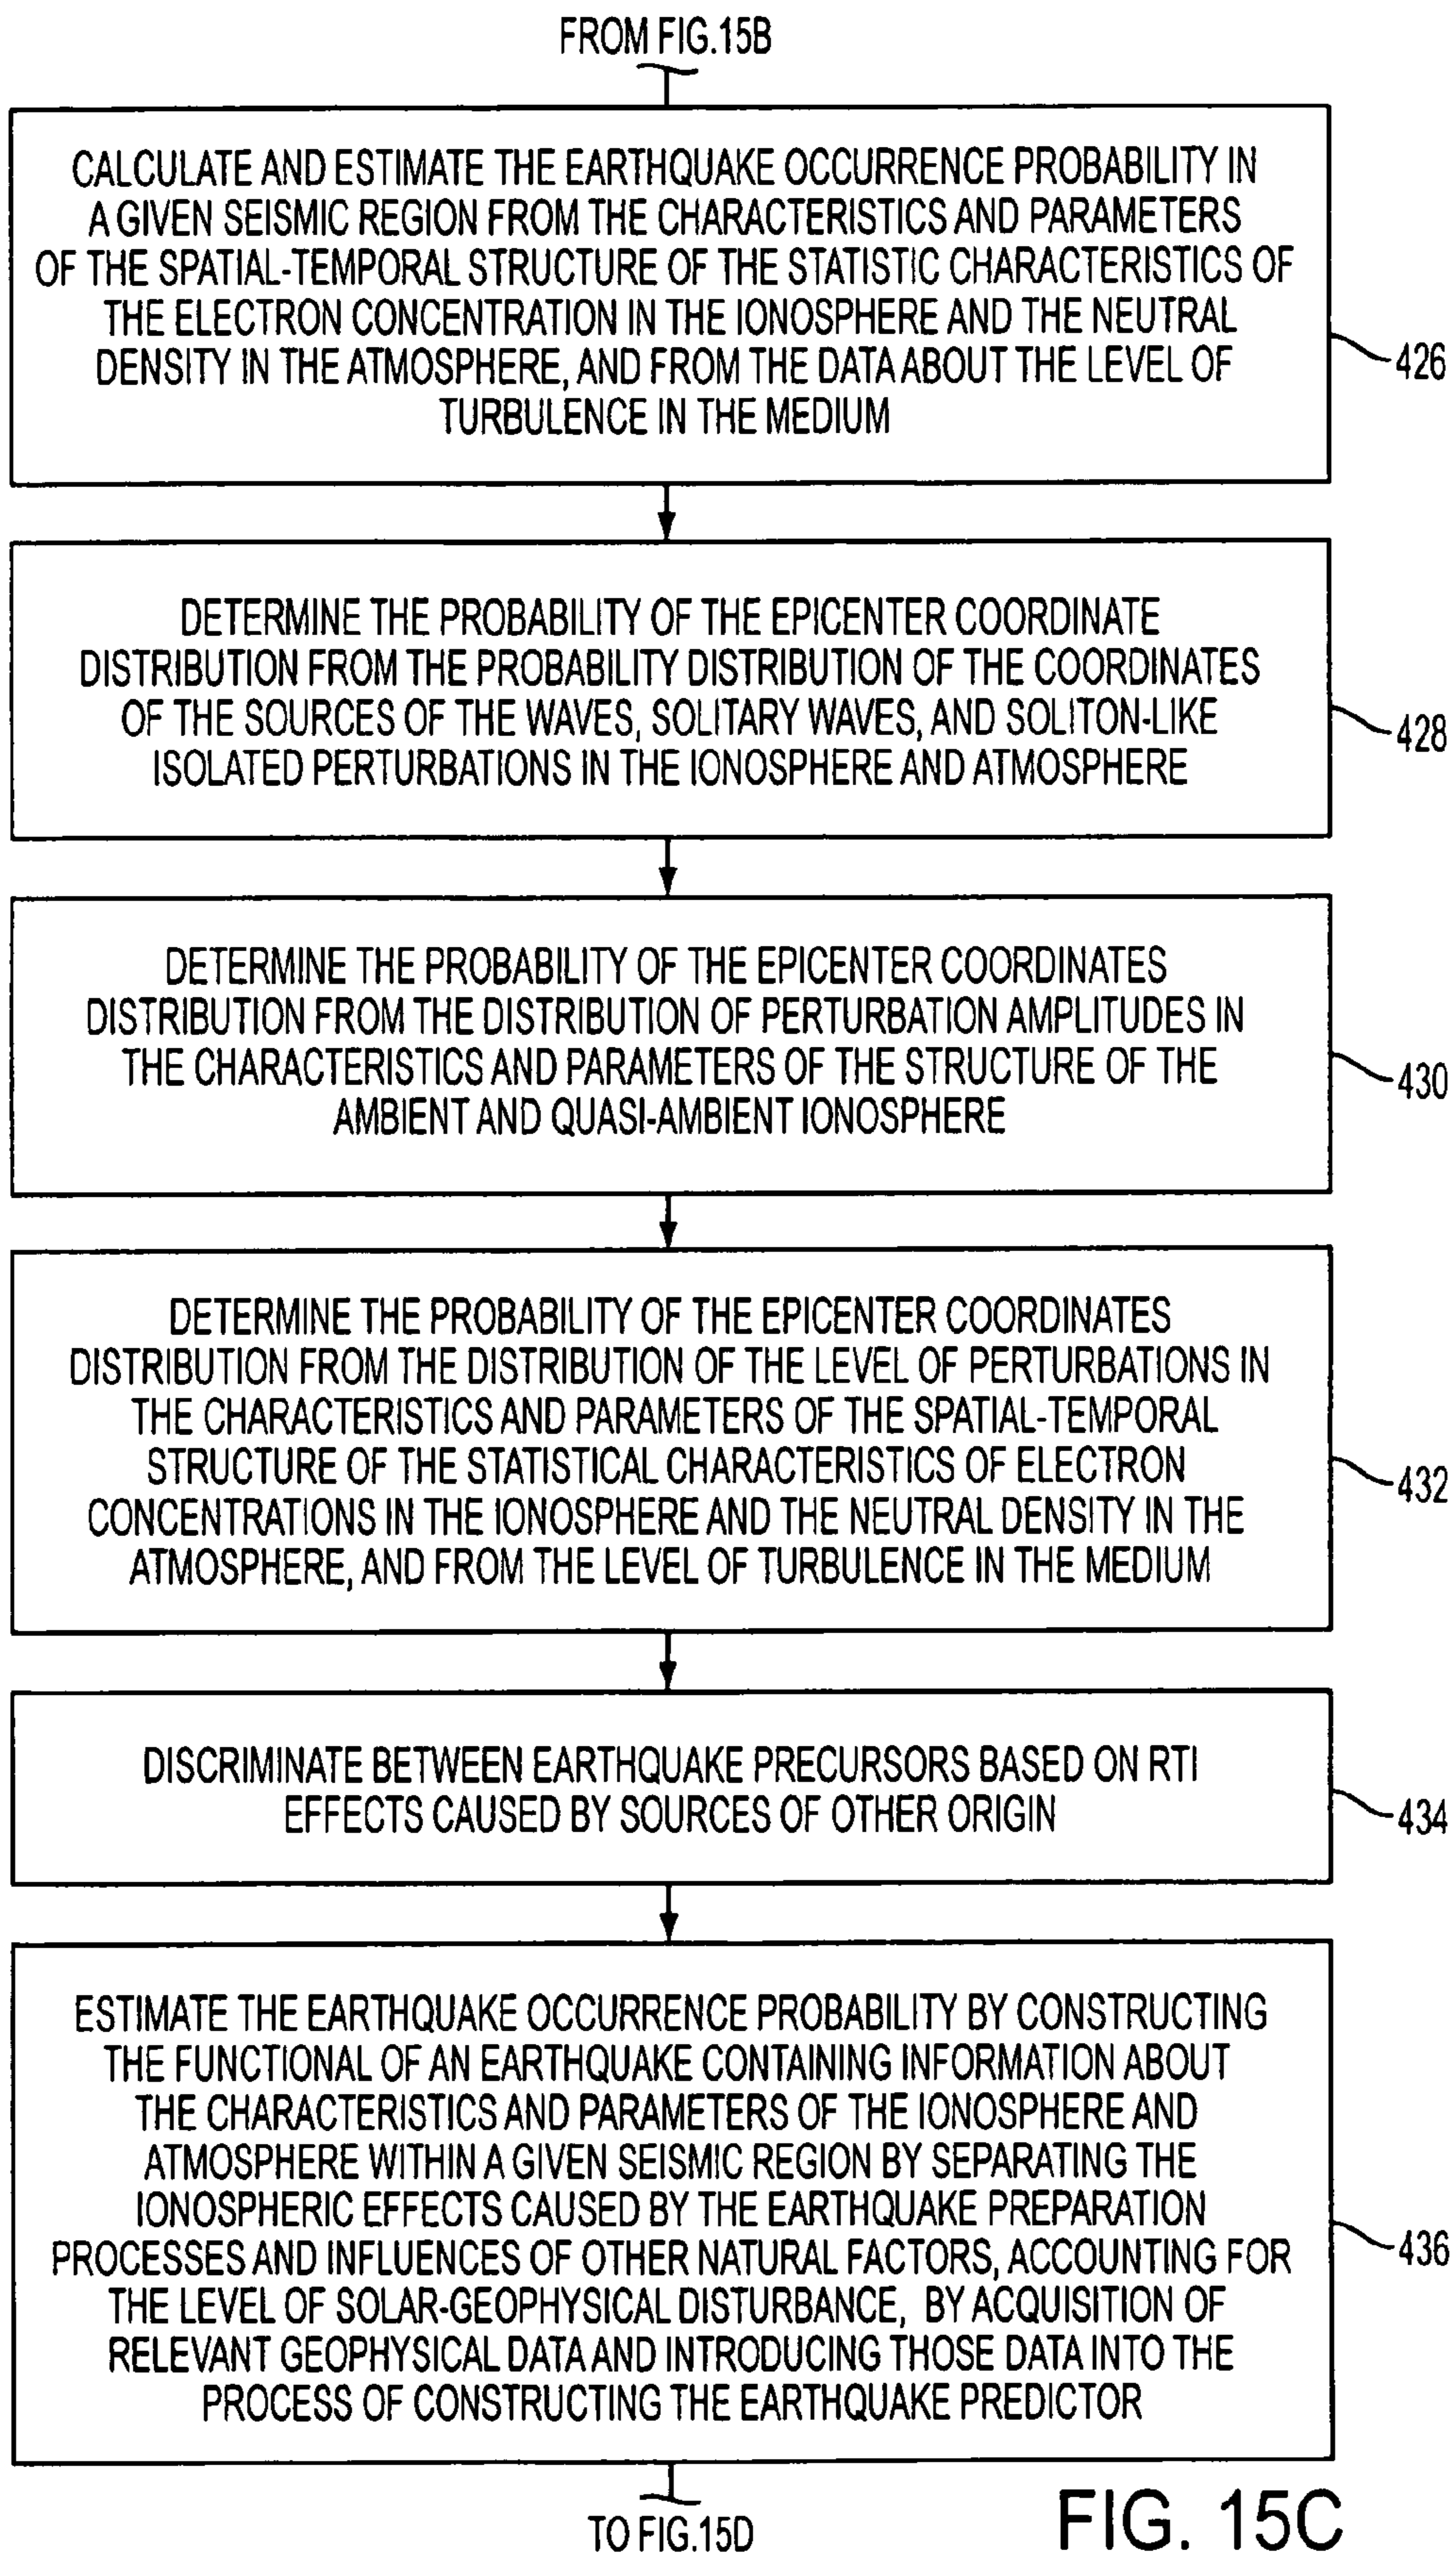 FROM FIG.15B
CALCULATE AND ESTIMATE THE EARTHQUAKE OCCURRENCE PROBABILITY IN
A GIVEN SEISMIC REGION FROM THE CHARACTERISTICS AND PARAMETERS
OF THE SPATIAL-TEMPORAL STRUCTURE OF THE STATISTIC CHARACTERISTICS OF
THE ELECTRON CONCENTRATION IN THE IONOSPHERE AND THE NEUTRAL
DENSITY IN THE ATMOSPHERE, AND FROM THE DATA ABOUT THE LEVEL OF
TURBULENCE IN THE MEDIUM
426
DETERMINE THE PROBABILITY OF THE EPICENTER COORDINATE
DISTRIBUTION FROM THE PROBABILITY DISTRIBUTION OF THE COORDINATES
OF THE SOURCES OF THE WAVES, SOLITARY WAVES, AND SOLITON-LIKE
ISOLATED PERTURBATIONS IN THE IONOSPHERE AND ATMOSPHERE
428
DETERMINE THE PROBABILITY OF THE EPICENTER COORDINATES
DISTRIBUTION FROM THE DISTRIBUTION OF PERTURBATION AMPLITUDES IN
THE CHARACTERISTICS AND PARAMETERS OF THE STRUCTURE OF THE
AMBIENT AND QUASI-AMBIENT IONOSPHERE
430
DETERMINE THE PROBABILITY OF THE EPICENTER COORDINATES
DISTRIBUTION FROM THE DISTRIBUTION OF THE LEVEL OF PERTURBATIONS IN
THE CHARACTERISTICS AND PARAMETERS OF THE SPATIAL-TEMPORAL
STRUCTURE OF THE STATISTICAL CHARACTERISTICS OF ELECTRON
CONCENTRATIONS IN THE IONOSPHERE AND THE NEUTRAL DENSITY IN THE
ATMOSPHERE, AND FROM THE LEVEL OF TURBULENCE IN THE MEDIUM
432
DISCRIMINATE BETWEEN EARTHQUAKE PRECURSORS BASED ON RTI
EFFECTS CAUSED BY SOURCES OF OTHER ORIGIN
434
ESTIMATE THE EARTHQUAKE OCCURRENCE PROBABILITY BY CONSTRUCTING
THE FUNCTIONAL OF AN EARTHQUAKE CONTAINING INFORMATION ABOUT
THE CHARACTERISTICS AND PARAMETERS OF THE IONOSPHERE AND
ATMOSPHERE WITHIN A GIVEN SEISMIC REGION BY SEPARATING THE
IONOSPHERIC EFFECTS CAUSED BY THE EARTHQUAKE PREPARATION
PROCESSES AND INFLUENCES OF OTHER NATURAL FACTORS, ACCOUNTING FOR
THE LEVEL OF SOLAR-GEOPHYSICAL DISTURBANCE, BY ACQUISITION OF
RELEVANT GEOPHYSICAL DATA AND INTRODUCING THOSE DATA INTO THE
PROCESS OF CONSTRUCTING THE EARTHQUAKE PREDICTOR
436
TO FIG.15D
FIG. 15C